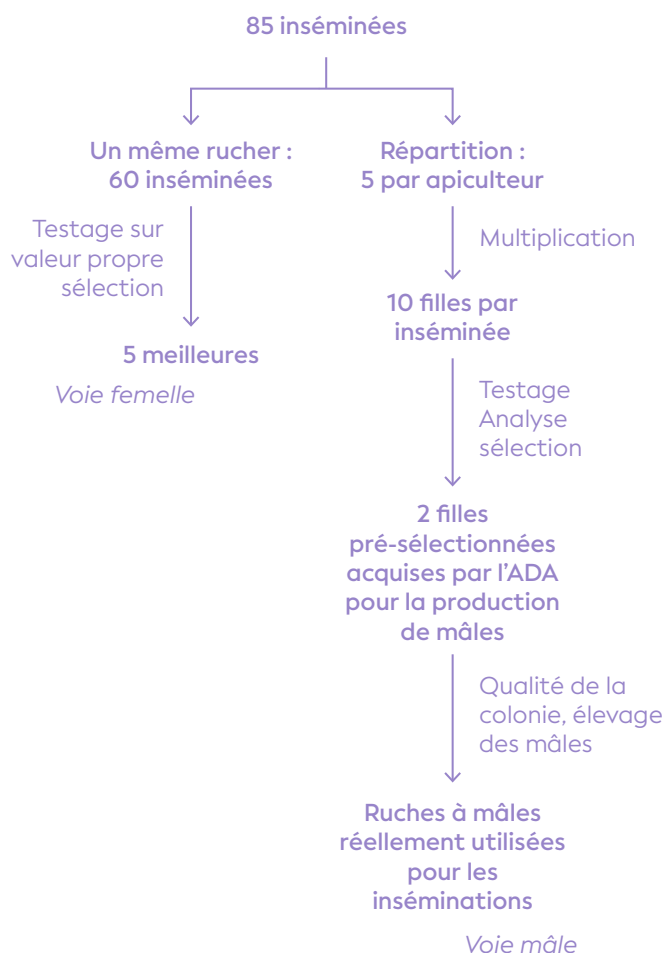 85 inséminées
Un même rucher :
60 inséminées
Testage sur
valeur propre
sélection
5 meilleures
Voie femelle
Répartition :
5 par apiculteur
Multiplication
10 filles par
inséminée
Testage
Analyse
sélection
2 filles
pré-sélectionnées
acquises par l’ADA
pour la production
de mâles
Qualité de la
colonie, élevage
des mâles
Ruches à mâles
réellement utilisées
pour les
inséminations
Voie mâle